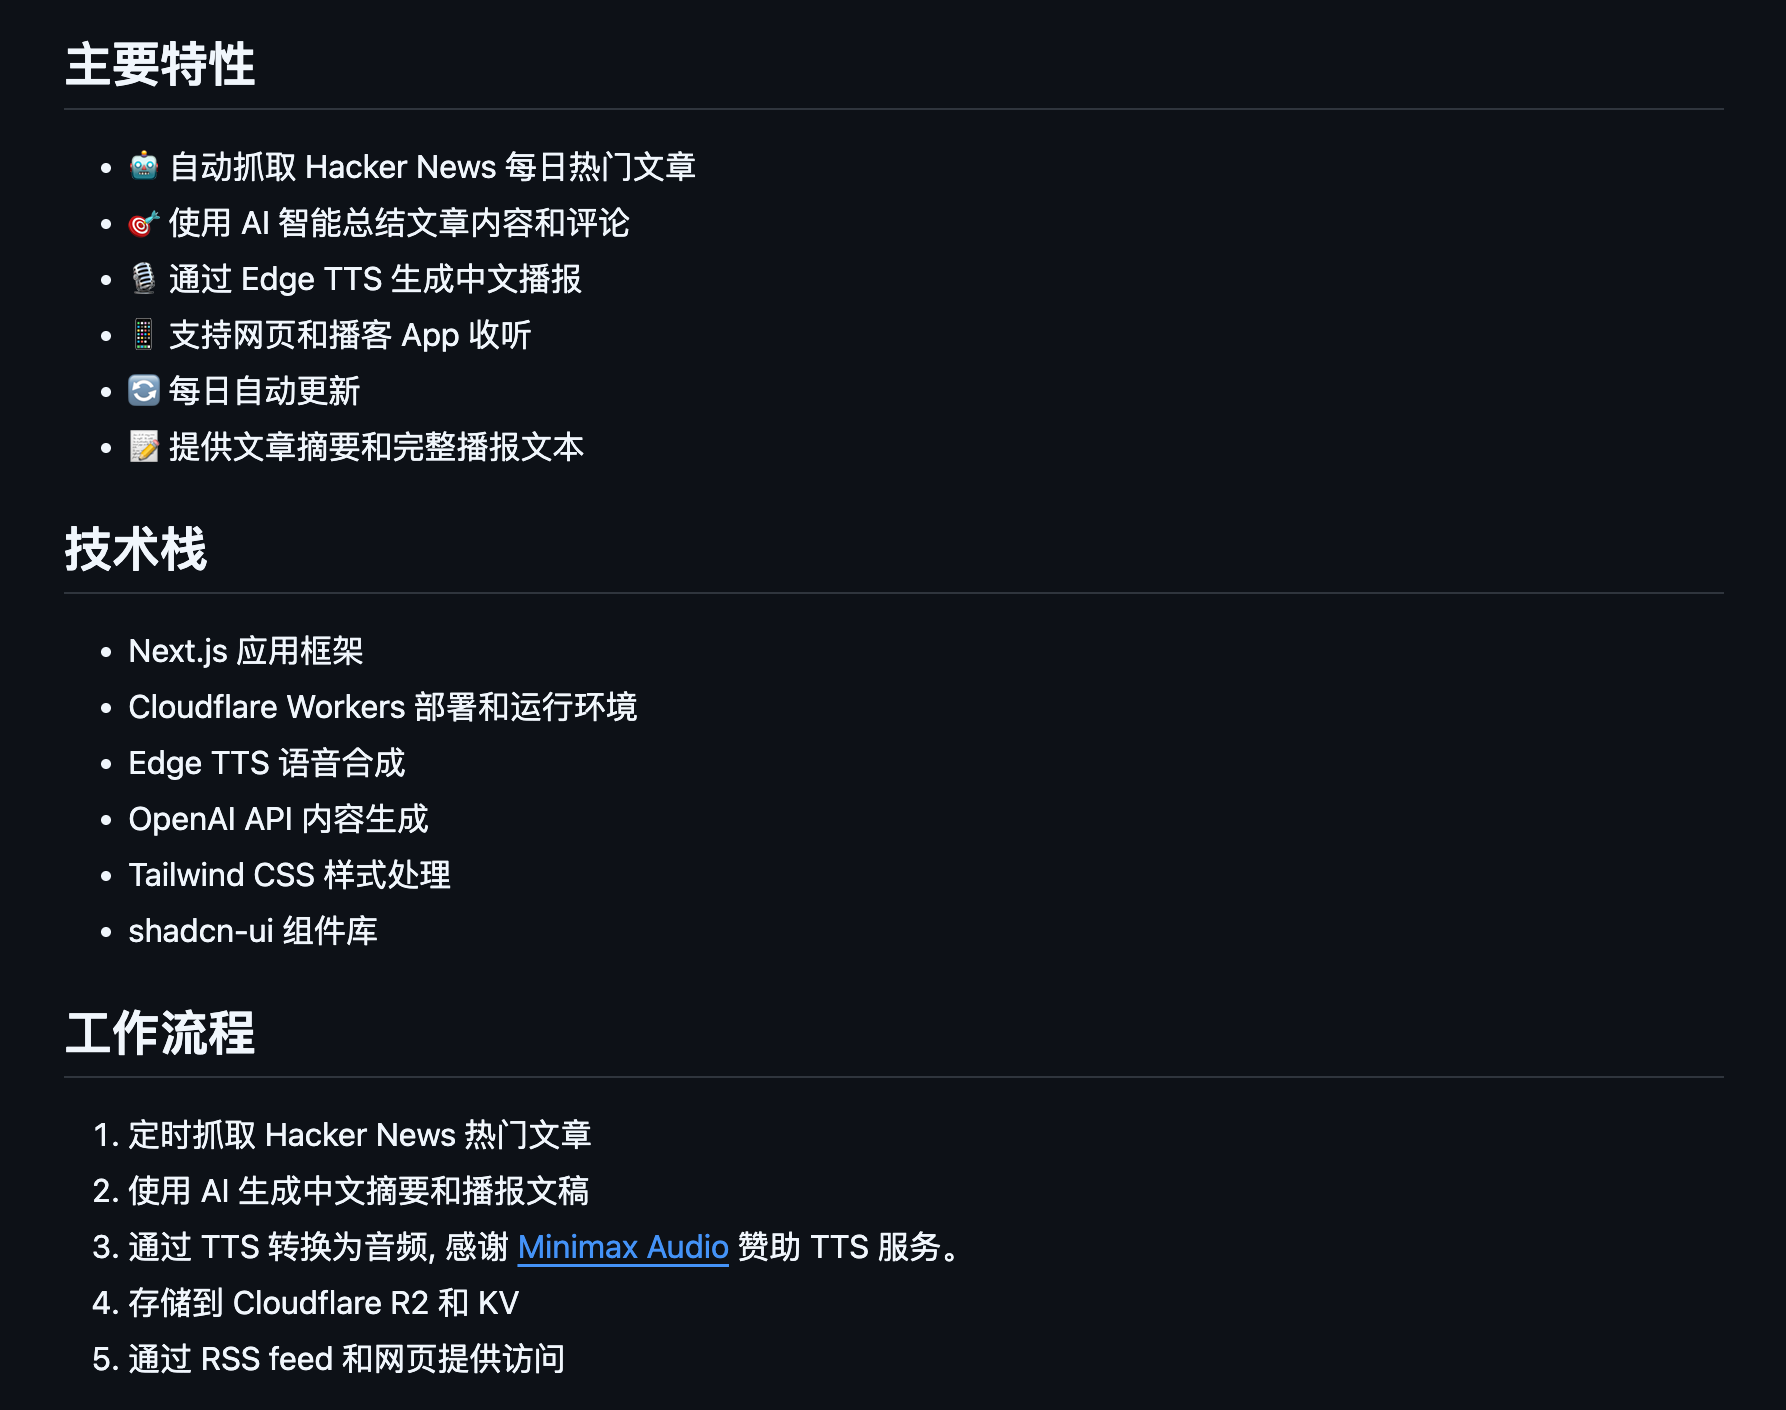 主要特性
• 🤖 自动抓取 Hacker News 每日热门文章
• 🎯 使用 AI 智能总结文章内容和评论
• 🎙️ 通过 Edge TTS 生成中文播报
• 📱 支持网页和播客 App 收听
• 🔄 每日自动更新
• 📝 提供文章摘要和完整播报文本
技术栈
• Next.js 应用框架
• Cloudflare Workers 部署和运行环境
• Edge TTS 语音合成
• OpenAI API 内容生成
• Tailwind CSS 样式处理
• shadcn-ui 组件库
工作流程
1. 定时抓取 Hacker News 热门文章
2. 使用 AI 生成中文摘要和播报文稿
3. 通过 TTS 转换为音频, 感谢 Minimax Audio 赞助 TTS 服务。
4. 存储到 Cloudflare R2 和 KV
5. 通过 RSS feed 和网页提供访问